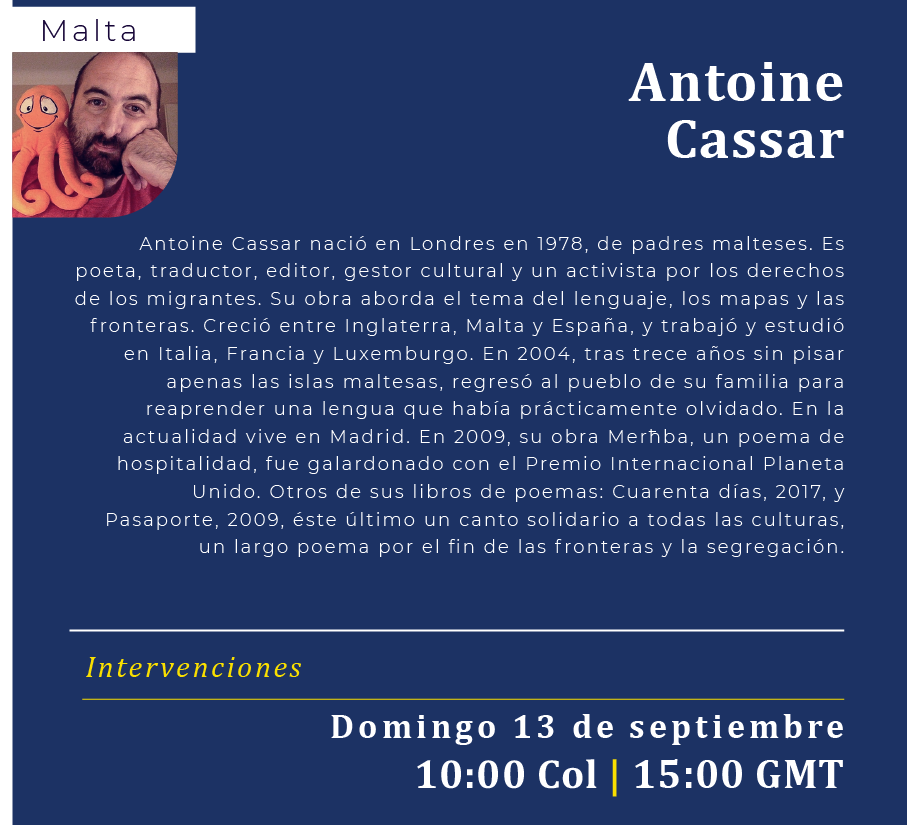 Malta
Antoine
Cassar
Antoine Cassar nació en Londres en 1978, de padres malteses. Es
poeta, traductor, editor, gestor cultural y un activista por los derechos
de los migrantes. Su obra aborda el tema del lenguaje, los mapas y las
fronteras. Creció entre Inglaterra, Malta y España, y trabajó y estudió
en Italia, Francia y Luxemburgo. En 2004, tras trece años sin pisar
apenas las islas maltesas, regresó al pueblo de su familia para
reaprender una lengua que había prácticamente olvidado. En la
actualidad vive en Madrid. En 2009, su obra Merħba, un poema de
hospitalidad, fue galardonado con el Premio Internacional Planeta
Unido. Otros de sus libros de poemas: Cuarenta días, 2017, y
Pasaporte, 2009, éste último un canto solidario a todas las culturas,
un largo poema por el fin de las fronteras y la segregación.
Intervenciones
Domingo 13 de septiembre
10:00 Col | 15:00 GMT